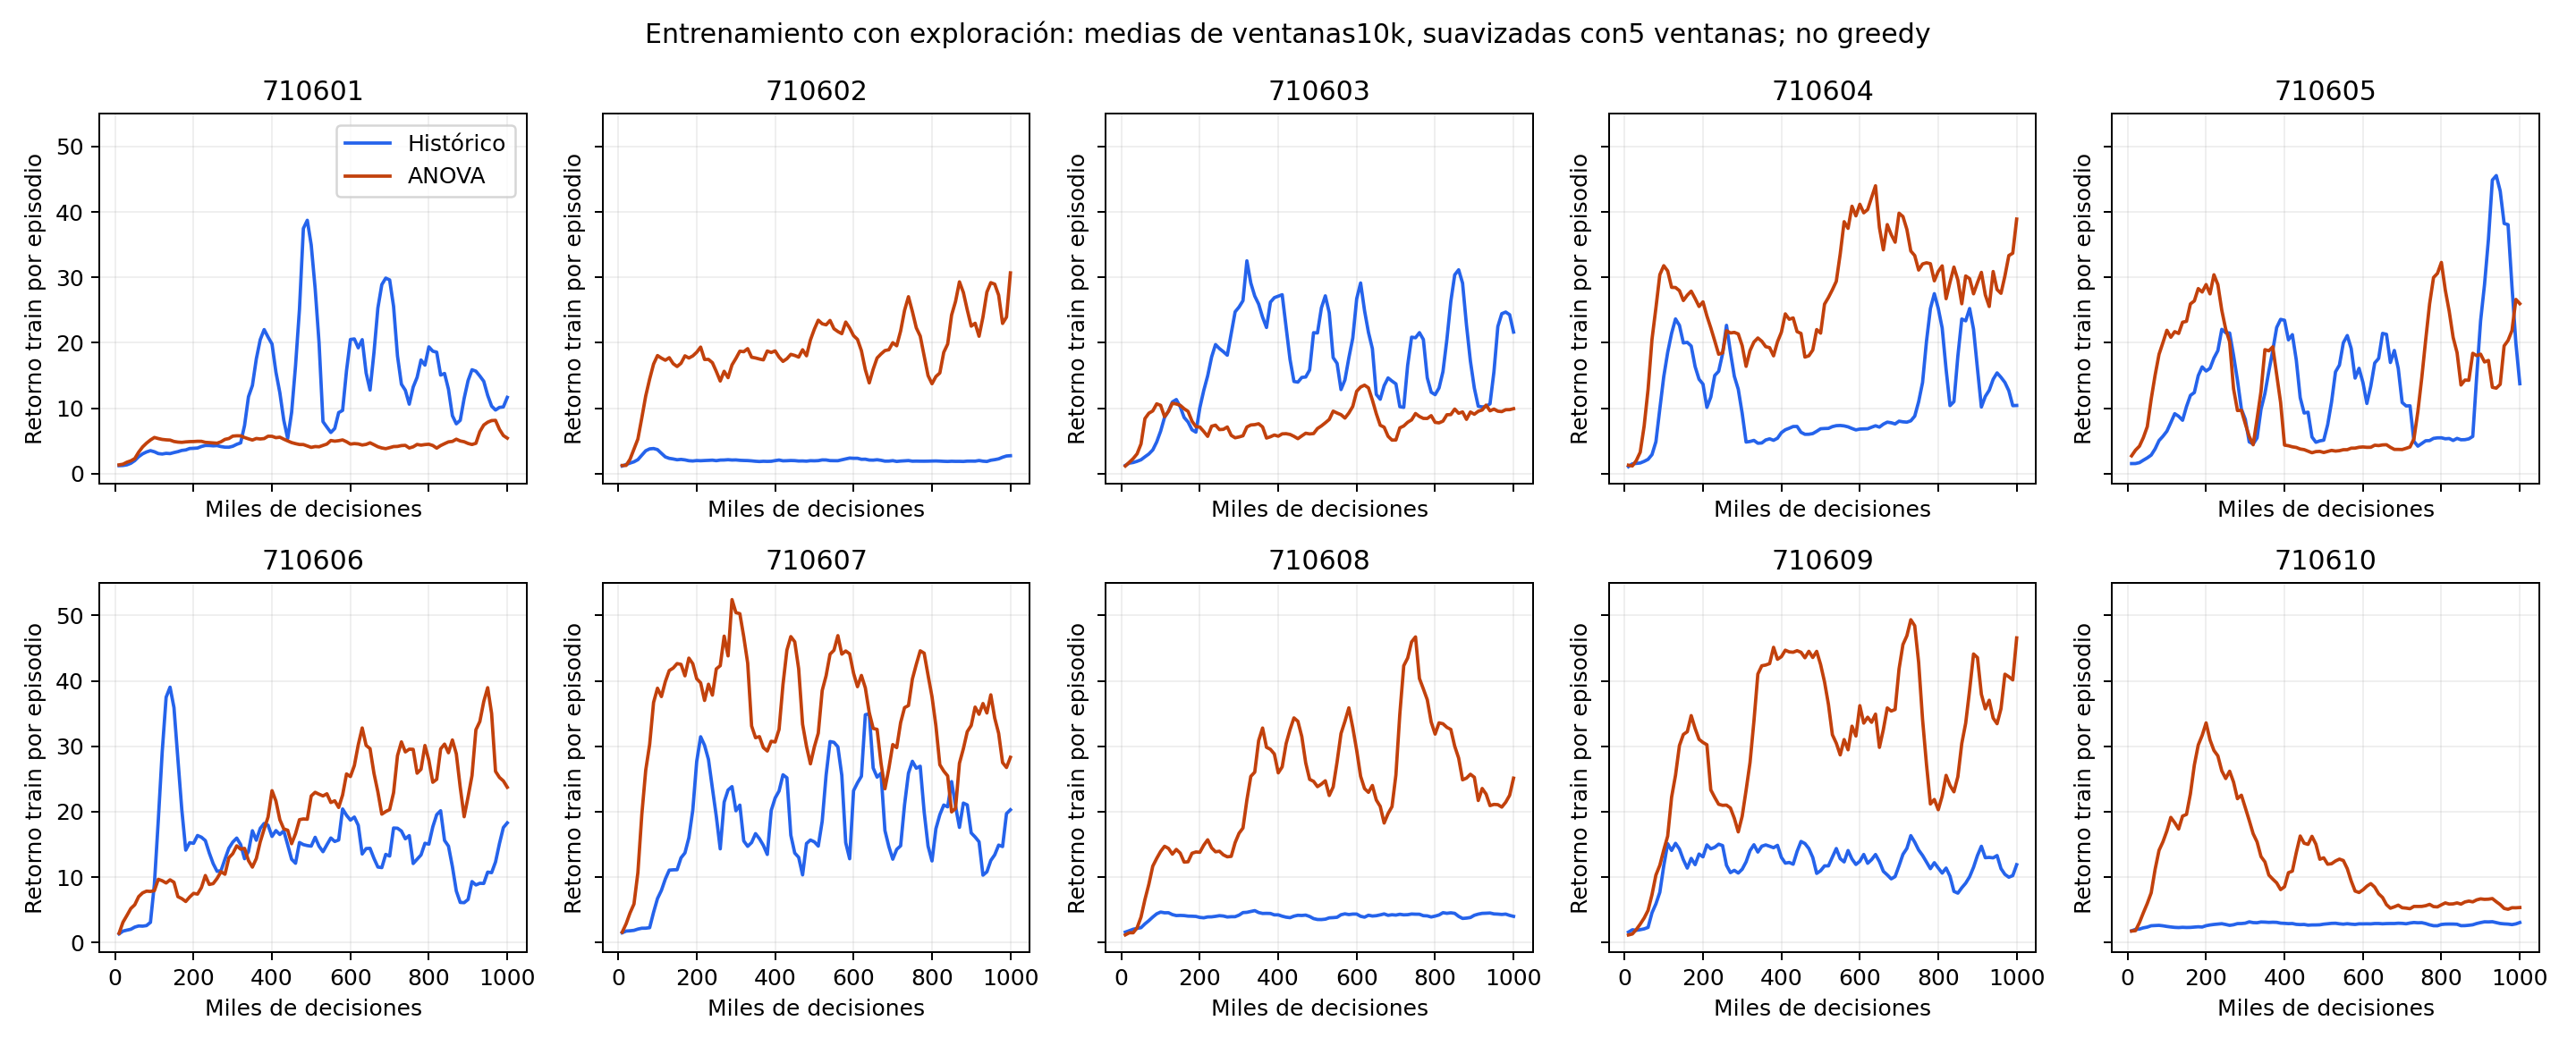 Entrenamiento con exploración: medias de ventanas10k, suavizadas con5 ventanas; no greedy
710601
710602
710603
710604
710605
Retorno train por episodio
50
40
30
20
10
0
Histórico
ANOVA
Miles de decisiones
Retorno train por episodio
Miles de decisiones
Retorno train por episodio
Miles de decisiones
Retorno train por episodio
Miles de decisiones
Retorno train por episodio
Miles de decisiones
710606
710607
710608
710609
710610
Retorno train por episodio
50
40
30
20
10
0
0 200 400 600 800 1000
Miles de decisiones
Retorno train por episodio
0 200 400 600 800 1000
Miles de decisiones
Retorno train por episodio
0 200 400 600 800 1000
Miles de decisiones
Retorno train por episodio
0 200 400 600 800 1000
Miles de decisiones
Retorno train por episodio
0 200 400 600 800 1000
Miles de decisiones